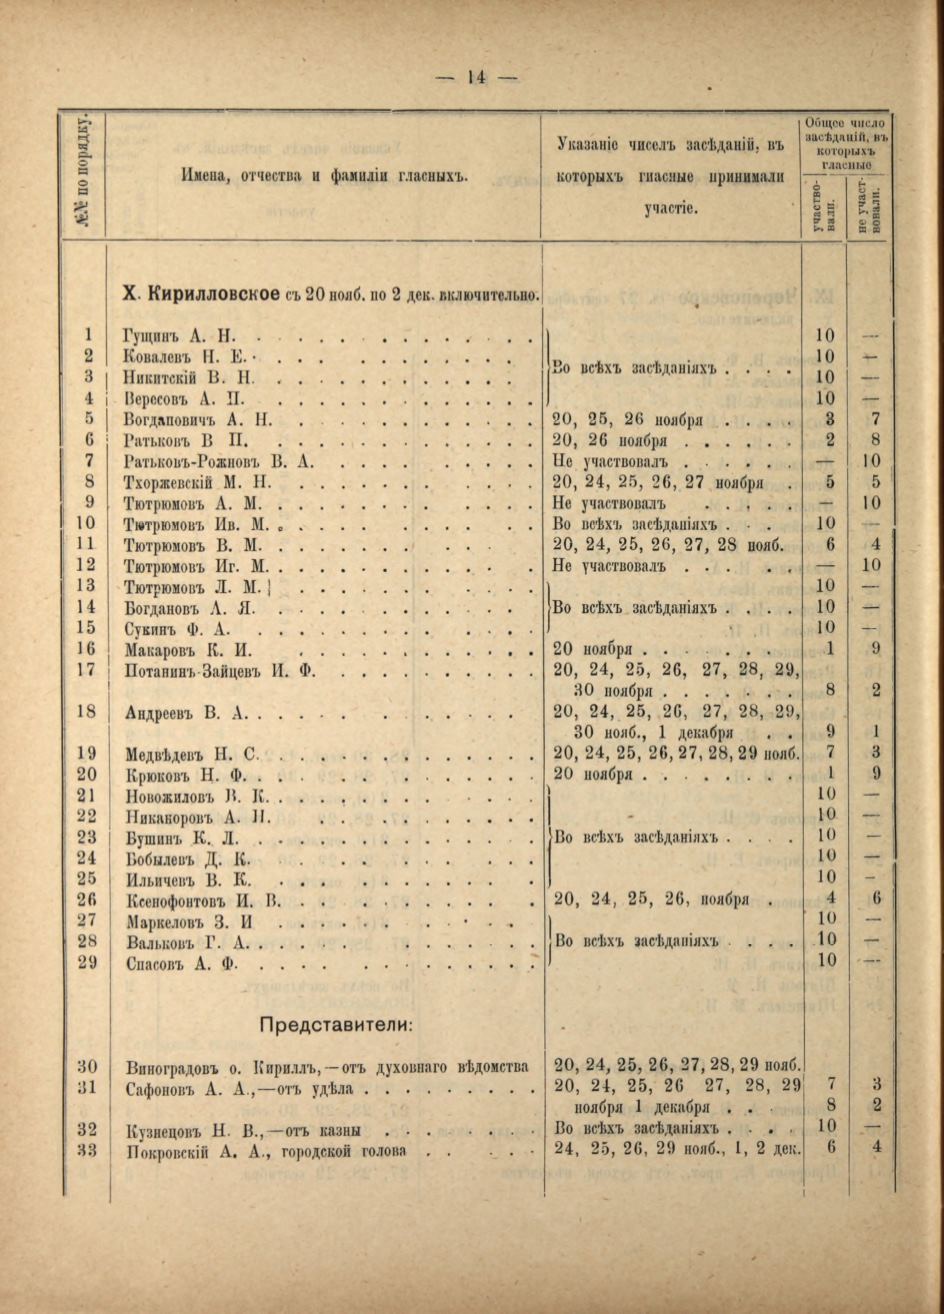 — 14 —
№№ по порядку.
Имена, отчества и фамиліи гласныхъ.
Указаніе чиселъ засѣданій, въ
которыхъ гласные принимали
участіе.
Общее число
засѣданій, въ
которыхъ
гласные
участво-
вали.
не участ-
вовали.
X. Кирилловское съ 20 нояб. по 2 дек. включительно.
1 Гущинъ А. Н. 10 —
2 Ковалевъ Н. Е. 10 —
Во всѣхъ засѣданіяхъ . . . .
3 Никитскій В. Н. 10 —
4 Вересовъ А. П. 10 —
5 Богдановичъ А. Н. 20, 25, 26 ноября . . . . 3 7
6 Ратьковъ В П. 20, 26 ноября . . . . . . 2 8
7 Ратьковъ-Рожновъ В. А. Не участвовалъ . . . . . . — 10
8 Тхоржевскій М. Н. 20, 24, 25, 26, 27 ноября . 5 5
9 Тютрюмовъ А. М. Не участвовалъ . . . . . — 10
10 Тютрюмовъ Ив. М. Во всѣхъ засѣданіяхъ . . . 10 —
11 Тютрюмовъ В. М. 20, 24, 25, 26, 27, 28 нояб. 6 4
12 Тютрюмовъ Иг. М. Не участвовалъ . . . . . — 10
13 Тютрюмовъ Л. М. 10 —
14 Богдановъ А. Я. Во всѣхъ засѣданіяхъ . . . . 10 —
15 Сукинъ Ф. А. 10 —
16 Макаровъ К. И. 20 ноября . . . . . . . 1 9
17 Потанинъ-Зайцевъ И. Ф. 20, 24, 25, 26, 27, 28, 29,
30 ноября . . . . . . . 8 2
18 Андреевъ В. А. 20, 24, 25, 26, 27, 28, 29,
30 нояб., 1 декабря . . 9 1
19 Медвѣдевъ Н. С. 20, 24, 25, 26, 27, 28, 29 нояб. 7 3
20 Крюковъ Н. Ф. 20 ноября . . . . . . . . 1 9
21 Новожиловъ В. К. 10 —
22 Никаноровъ А. П. 10 —
23 Бушинъ К. Л. Во всѣхъ засѣданіяхъ . . . . 10 —
24 Бобылевъ Д. К. 10 —
25 Ильичевъ В. К. 10 —
26 Ксенофонтовъ И. В. 20, 24, 25, 26, ноября . 4 6
27 Маркеловъ З. И 10 —
28 Вальковъ Г. А. Во всѣхъ засѣданіяхъ . . . . 10 —
29 Спасовъ А. Ф. 10 —
Представители:
30 Виноградовъ о. Кириллъ,—отъ духовнаго вѣдомства 20, 24, 25, 26, 27, 28, 29 нояб.
31 Сафоновъ А. А.,—отъ удѣла . . . . . . . . . 20, 24, 25, 26 27, 28, 29 7 3
ноября 1 декабря . . . 8 2
32 Кузнецовъ Н. В.,—отъ казны . . . . . . . . Во всѣхъ засѣданіяхъ . . . . 10 —
33 Покровскій А. А., городской голова . . . . . 24, 25, 26, 29 нояб., 1, 2 дек. 6 4